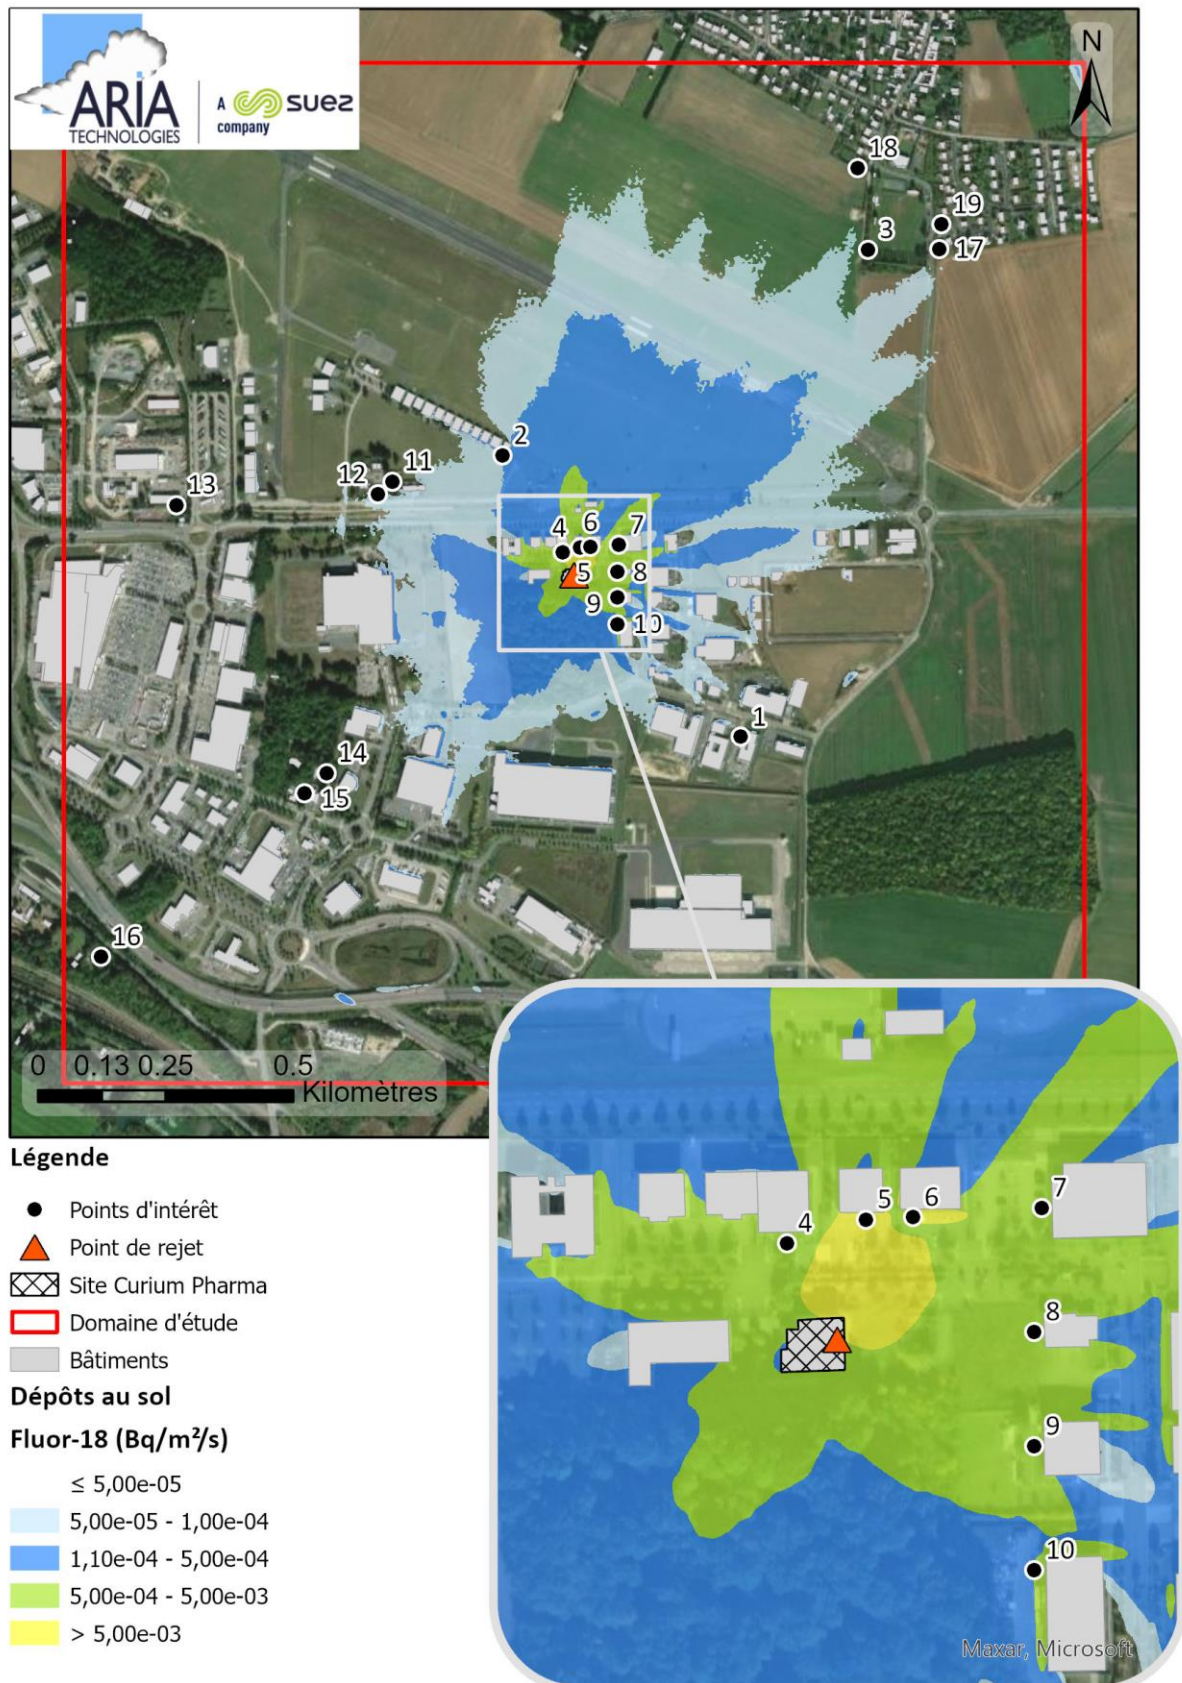 ARIA
TECHNOLOGIES
A suez
company
N
18
19
3
17
2
11
12
13
4
6
7
5
8
9
10
1
14
15
16
0 0.13 0.25 0.5
Kilomètres
4
5
6
7
8
9
10
Maxar, Microsoft
Légende
Points d'intérêt
Point de rejet
Site Curium Pharma
Domaine d'étude
Bâtiments
Dépôts au sol
Fluor-18 (Bq/m²/s)
≤ 5,00e-05
5,00e-05 - 1,00e-04
1,10e-04 - 5,00e-04
5,00e-04 - 5,00e-03
> 5,00e-03